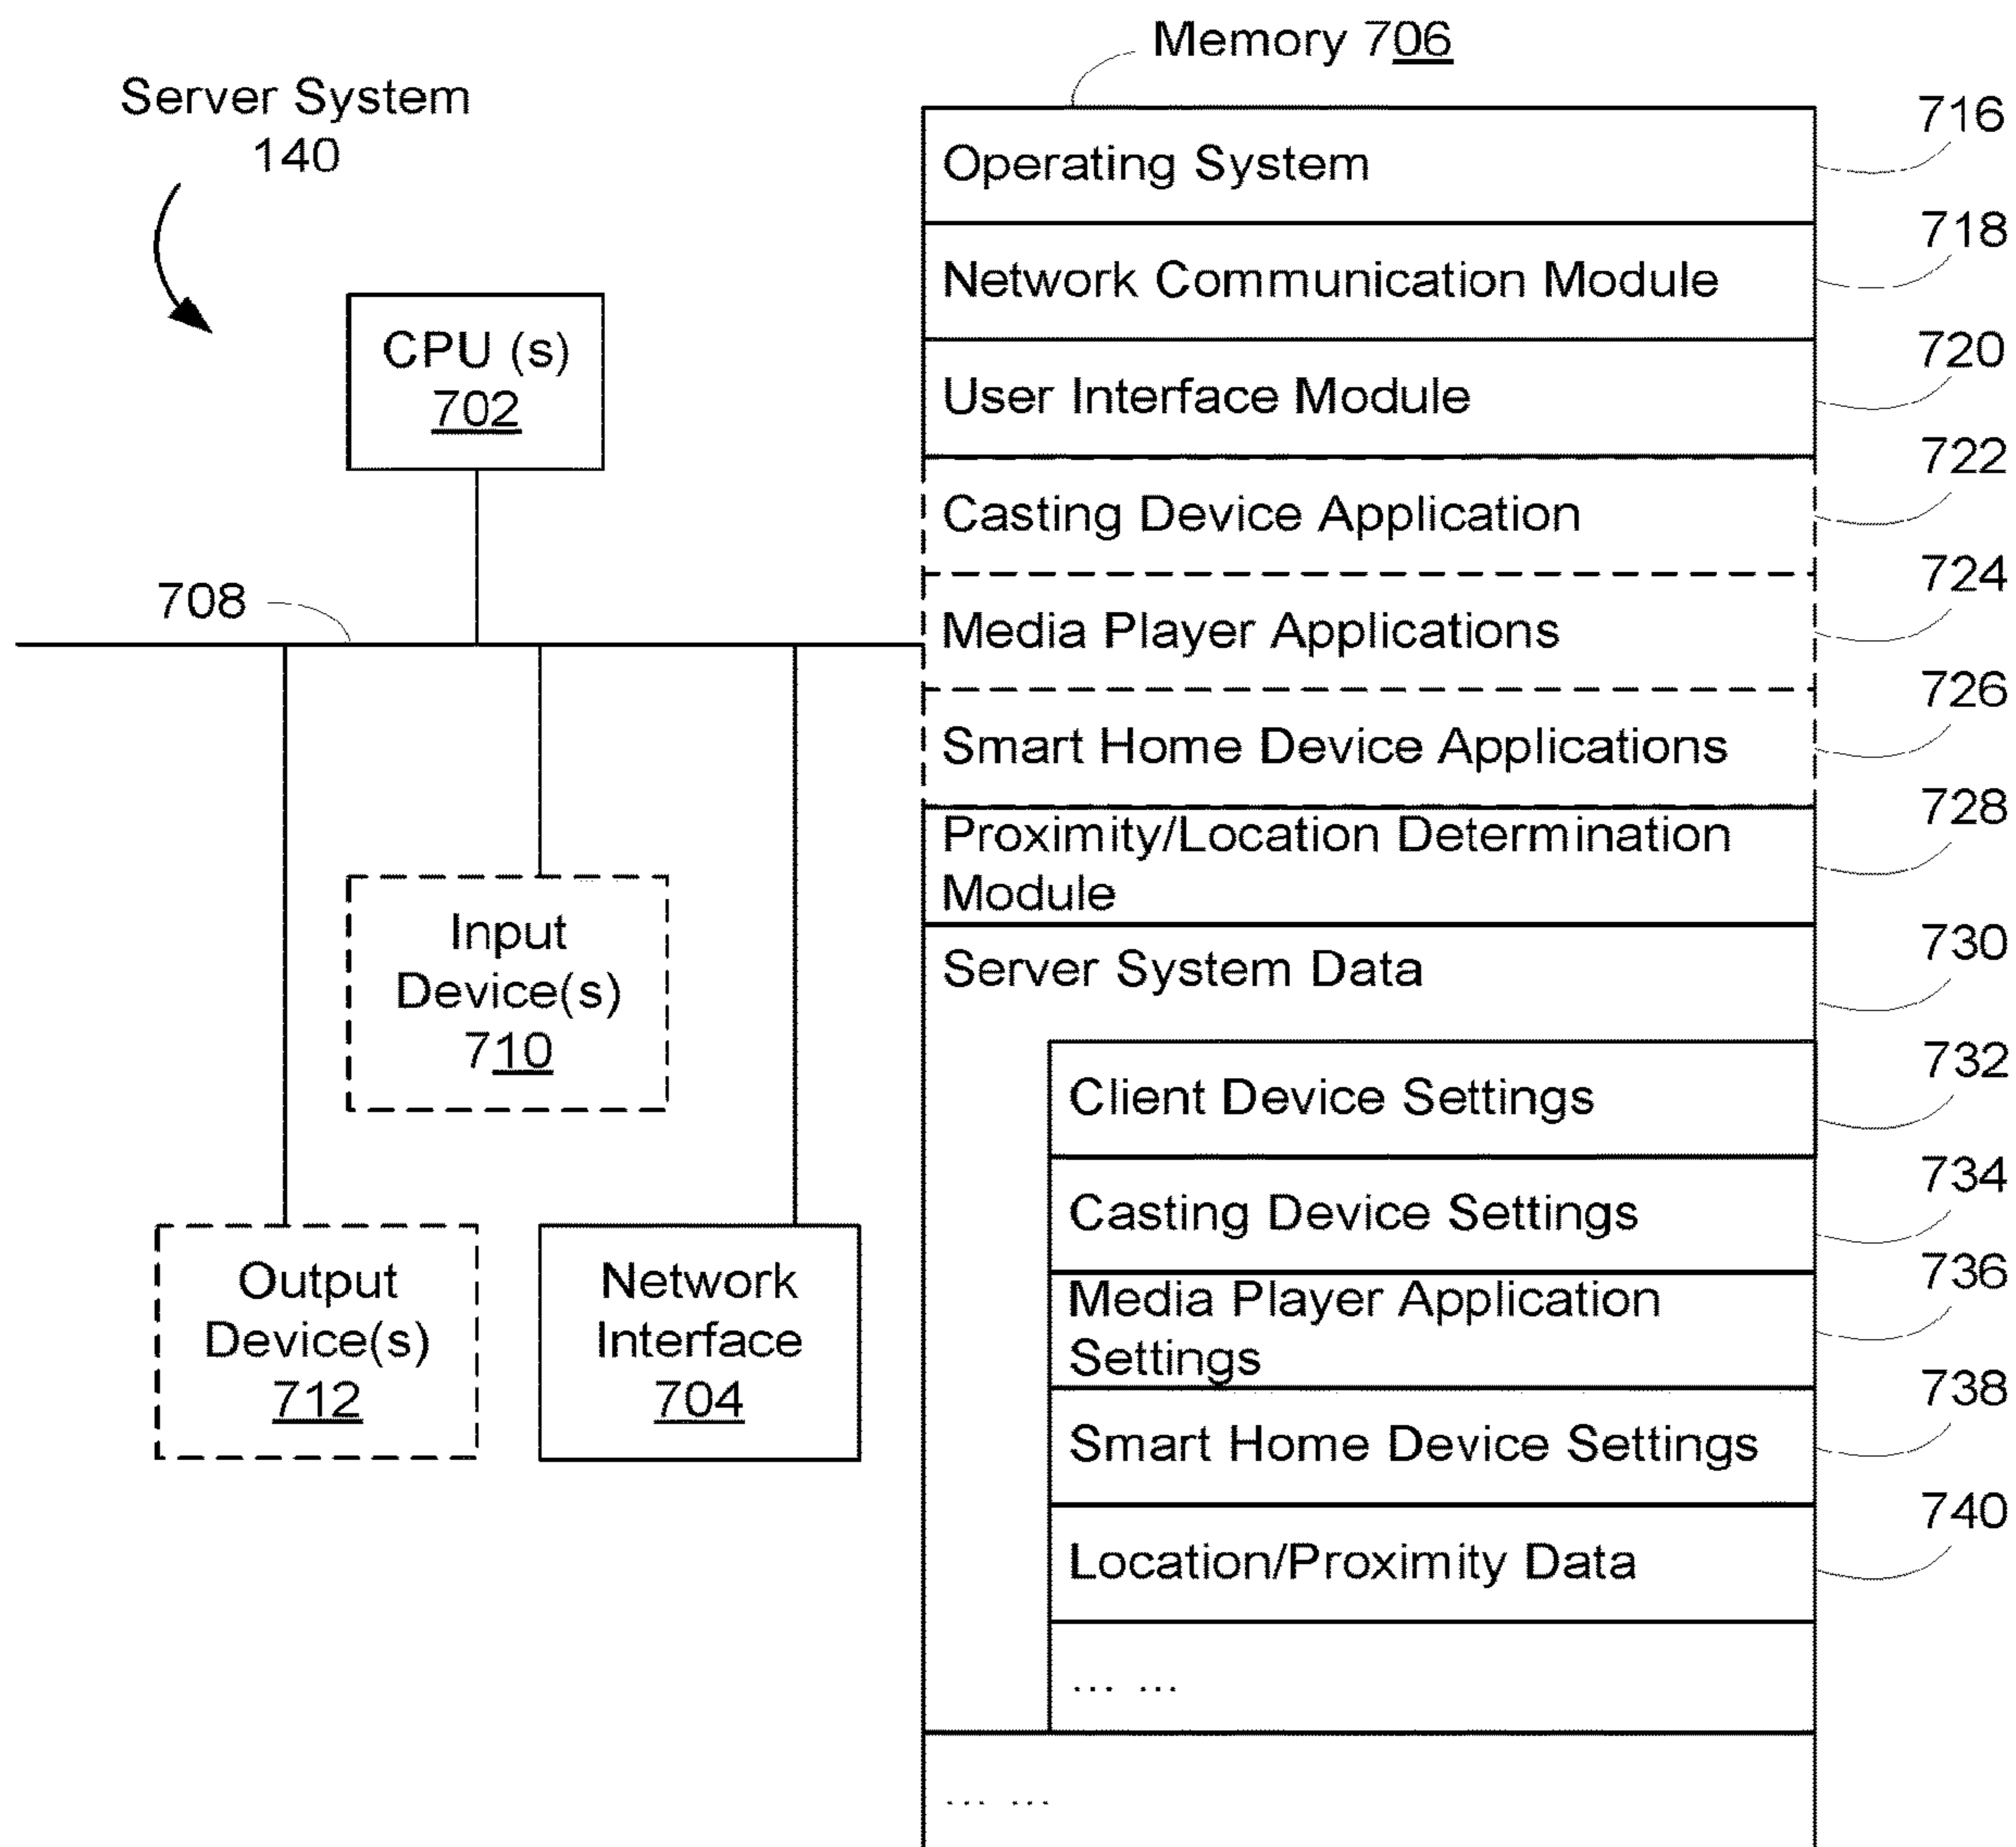 Memory 706
Server System
140
716
Operating System
718
Network Communication Module
CPU (s)
702
720
User Interface Module
722
Casting Device Application
708
724
Media Player Applications
726
Smart Home Device Applications
728
Proximity/Location Determination
Module
Input
Device(s)
710
730
Server System Data
732
Client Device Settings
734
Casting Device Settings
Output
Device(s)
712
Network
Interface
704
736
Media Player Application
Settings
738
Smart Home Device Settings
740
Location/Proximity Data
... ...
... ...